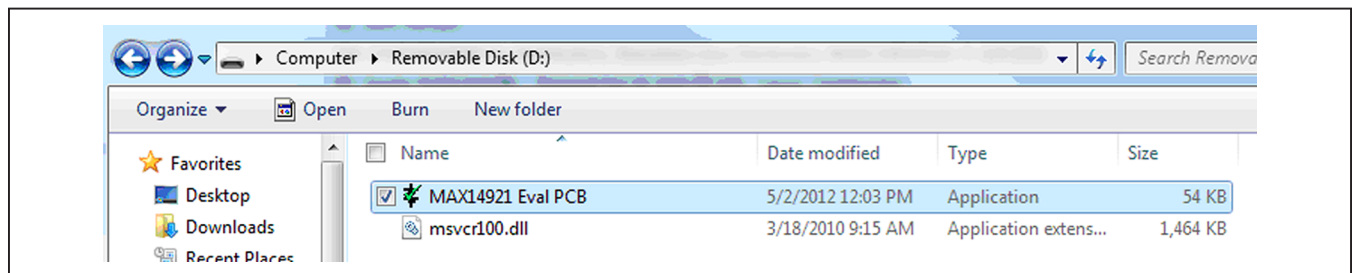 Computer Removable Disk (D:) Search Remova
Organize Open Burn New folder
Favorites
Desktop
Downloads
Recent Places
Name Date modified Type Size
MAX14921 Eval PCB 5/2/2012 12:03 PM Application 54 KB
msvcr100.dll 3/18/2010 9:15 AM Application extens... 1,464 KB